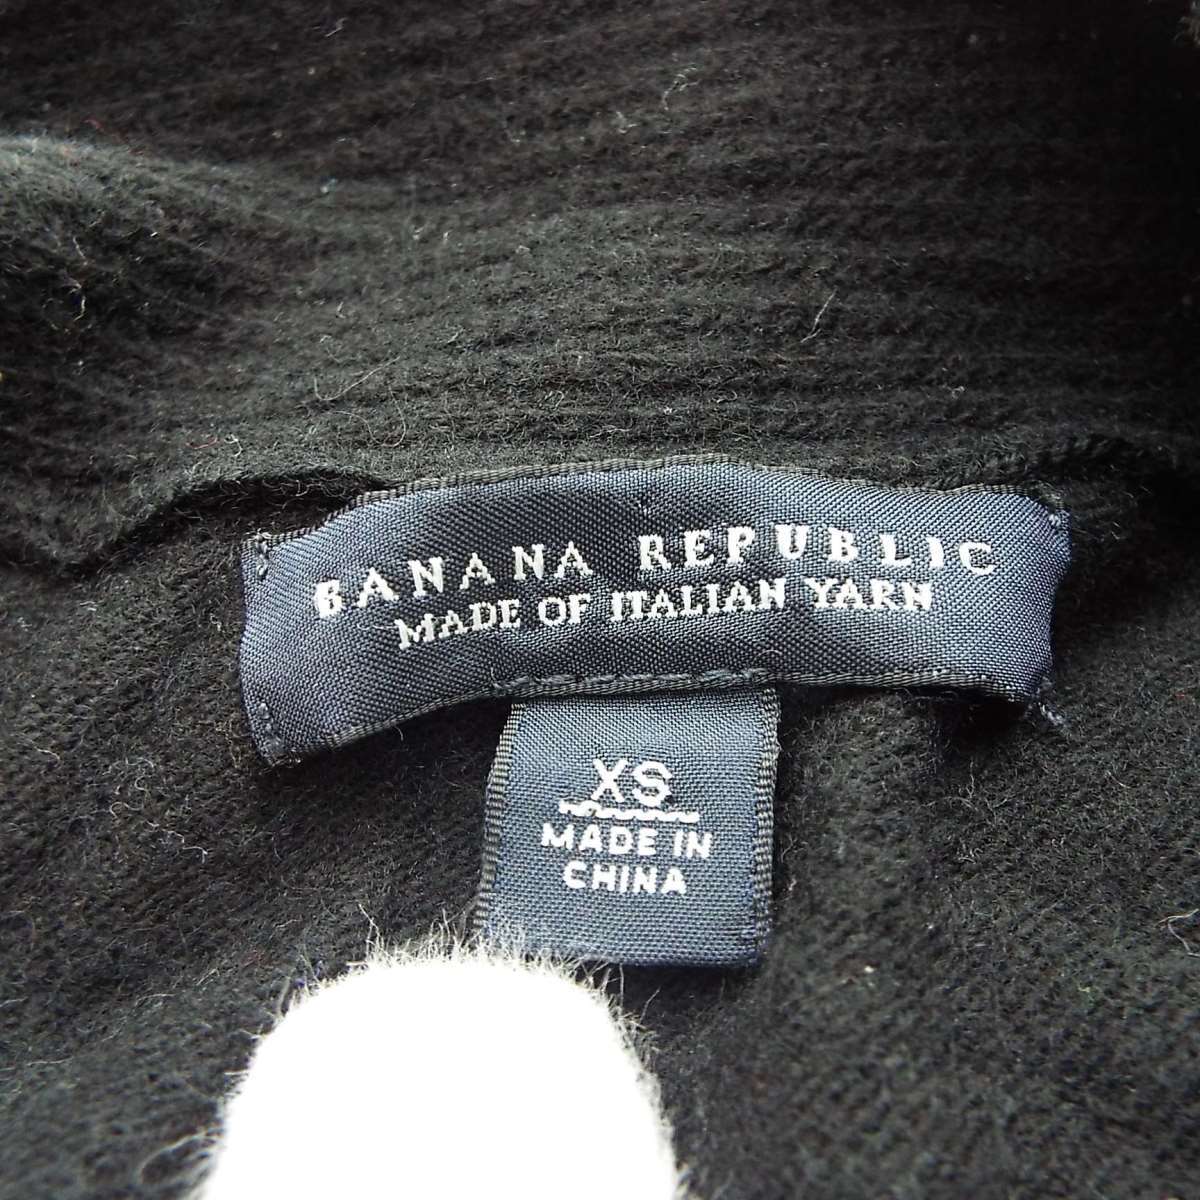 BANANA REPUBLIC
MADE OF ITALIAN YARN
XS
MADE IN
CHINA